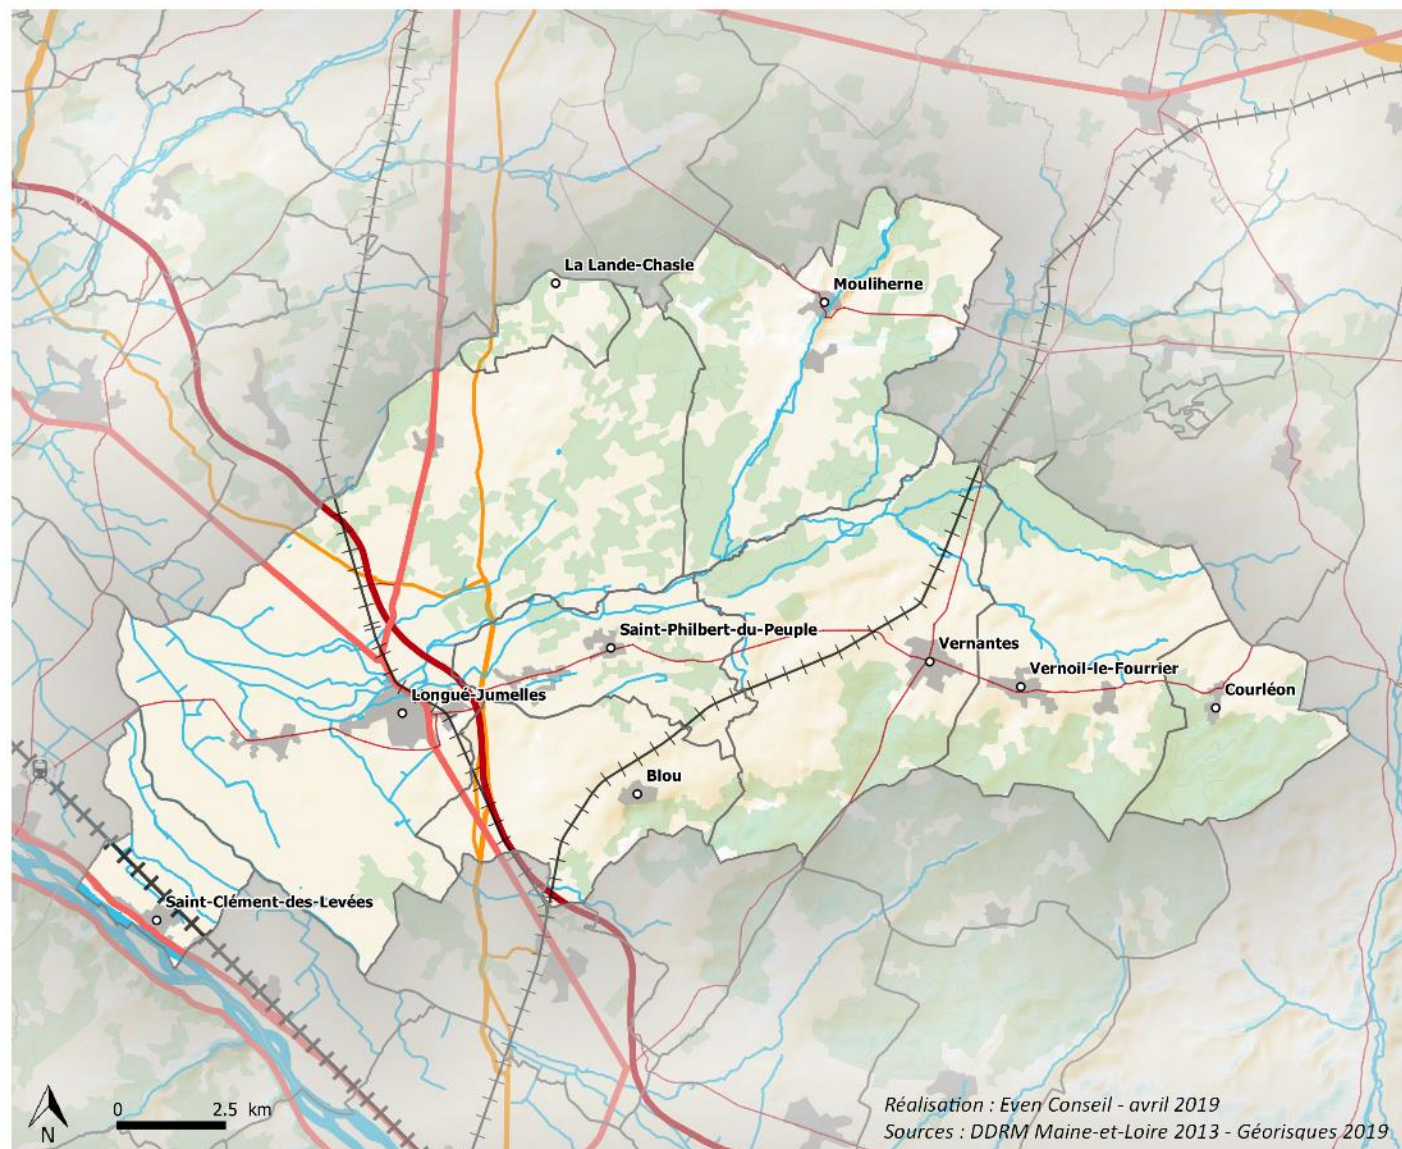 La Lande-Chasle
Mouliherne
Saint-Philbert-du-Peuple
Vernantes
Vernoil-le-Fourrier
Courléon
Longué-Jumelles
Blou
Saint-Clément-des-Levées
0 2.5 km
N
Réalisation : Even Conseil - avril 2019
Sources : DDRM Maine-et-Loire 2013 - Géorisques 2019